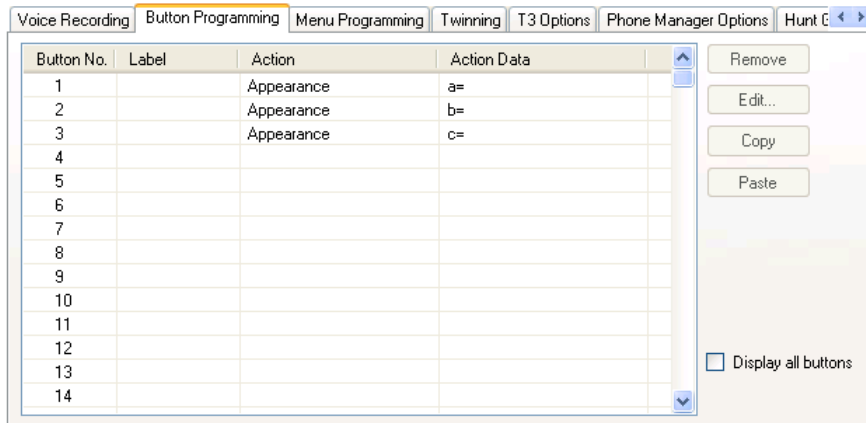 Voice Recording Button Programming Menu Programming Twinning T3 Options Phone Manager Options Hunt
Button No. Label Action Action Data Remove
1 Appearance a=
Edit...
2 Appearance b=
3 Appearance c=
Copy
4
5
Paste
6
7
8
9
10
11
12
Display all buttons
13
14